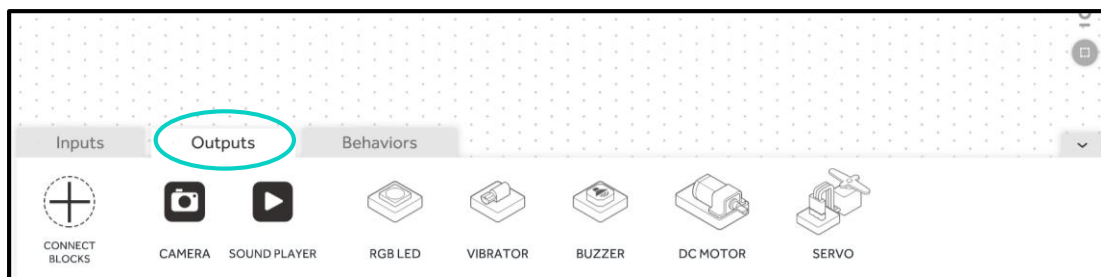 Inputs
Outputs
Behaviors
CONNECT
BLOCKS
CAMERA
SOUND PLAYER
RGB LED
VIBRATOR
BUZZER
DC MOTOR
SERVO